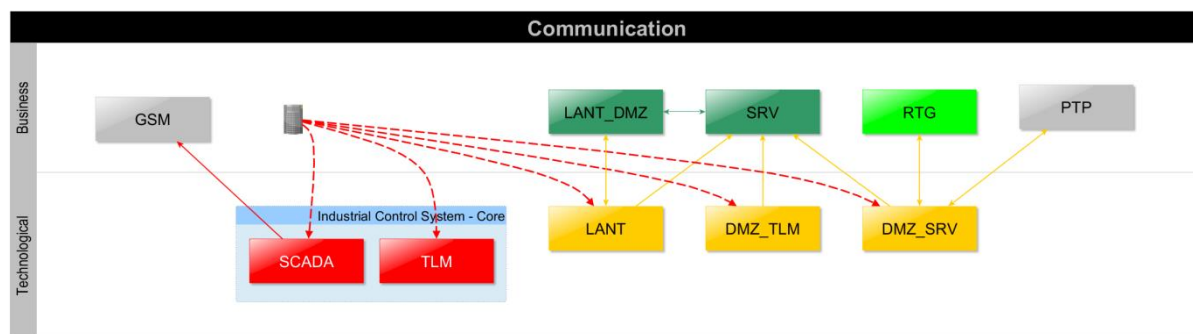 Communication
Business
GSM
LANT_DMZ
SRV
RTG
PTP
Technological
Industrial Control System - Core
SCADA
TLM
LANT
DMZ_TLM
DMZ_SRV